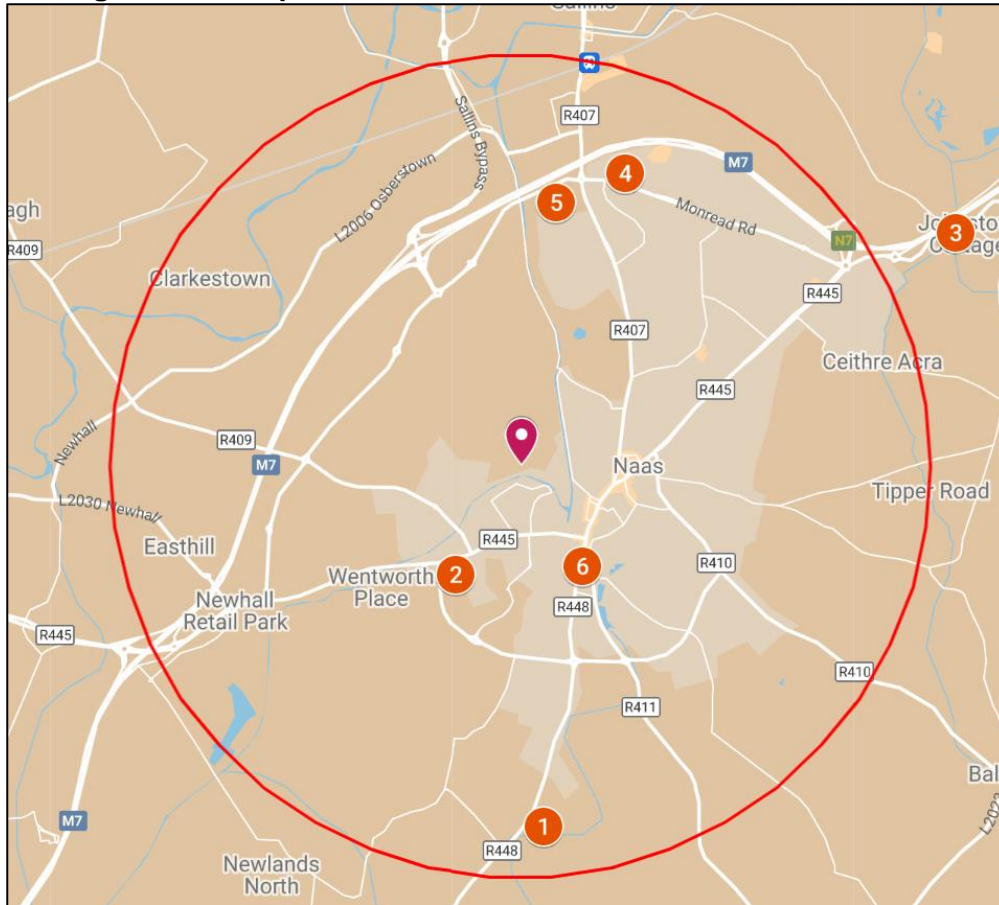 Sallins
R407
Sallins Bypass
M7
4
L2006 Osberstown
5
Monread Rd
agh
R409
3
N7
Clarkestown
R445
R407
Ceithre Acra
R445
Newhall
R409
M7
Naas
L2030 Newhall
Tipper Road
Easthill
R445
2
6
R410
Wentworth
Place
Newhall
Retail Park
R448
R445
R410
R411
Bal
M7
1
R448
Newlands
North